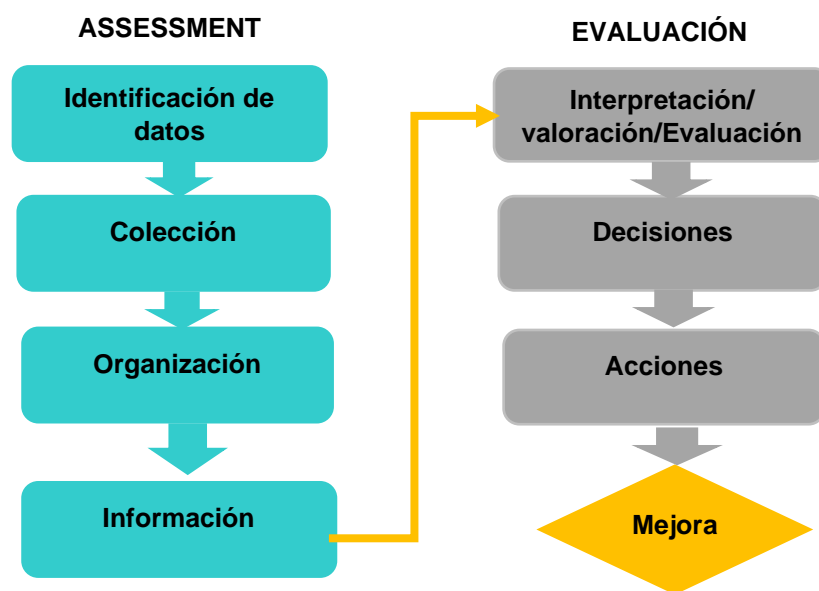 ASSESSMENT
Identificación de
datos
Colección
Organización
Información
EVALUACIÓN
Interpretación/
valoración/Evaluación
Decisiones
Acciones
Mejora